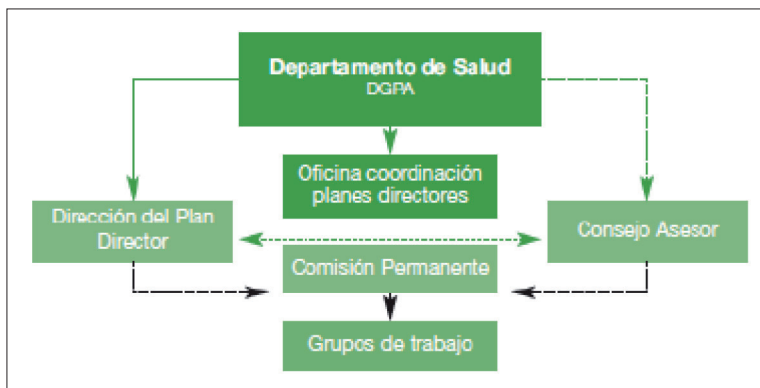 Departamento de Salud
DGPA
Oficina coordinación
planes directores
Dirección del Plan
Director
Consejo Asesor
Comisión Permanente
Grupos de trabajo